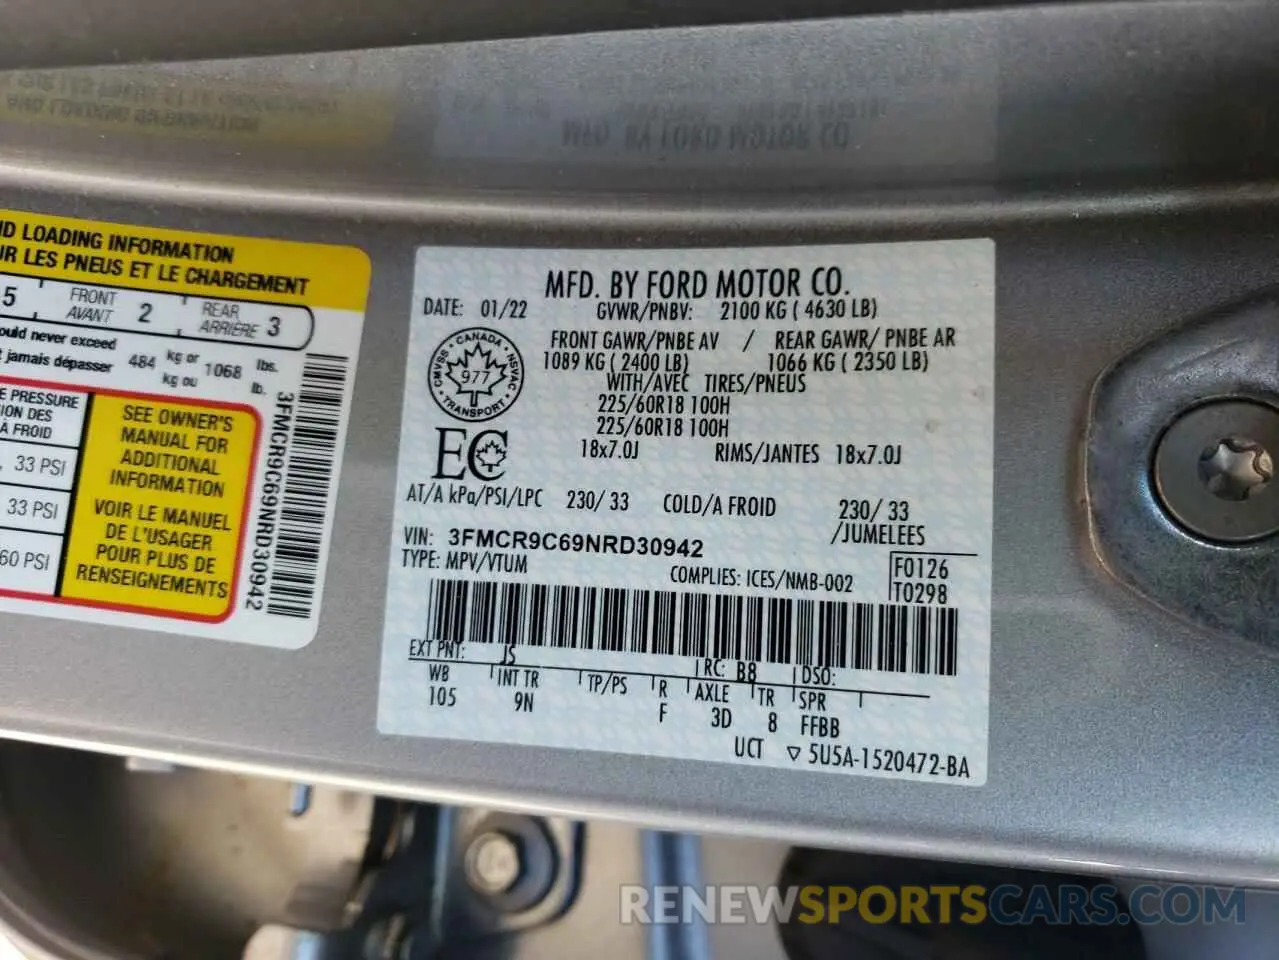 ND LOADING INFORMATION
UR LES PNEUS ET LE CHARGEMENT
5 FRONT AVANT 2 REAR ARRIÈRE 3
ould never exceed
jamais dépasser 484 kg or kg ou 1068 lbs. lb.
E PRESSURE
ION DES
À FROID
33 PSI
33 PSI
60 PSI
SEE OWNER'S
MANUAL FOR
ADDITIONAL
INFORMATION
VOIR LE MANUEL
DE L'USAGER
POUR PLUS DE
RENSEIGNEMENTS
3FMCR9C69NRD30942
MFD. BY FORD MOTOR CO.
DATE: 01/22 GVWR/PNBV: 2100 KG ( 4630 LB)
FRONT GAWR/PNBE AV / REAR GAWR/ PNBE AR
1089 KG ( 2400 LB) 1066 KG ( 2350 LB)
WITH/AVEC TIRES/PNEUS
225/60R18 100H
225/60R18 100H
18x7.0J RIMS/JANTES 18x7.0J
CANADA
CMVSS 977 NSVAC
TRANSPORT
EC
AT/A kPa/PSI/LPC 230/ 33 COLD/A FROID 230/ 33
/JUMELEES
VIN: 3FMCR9C69NRD30942
TYPE: MPV/VTUM COMPLIES: ICES/NMB-002
F0126
T0298
EXT PNT: JS RC: B8 DSO:
WB INT TR TP/PS R AXLE TR SPR
105 9N F 3D 8 FFBB
UCT ▽ 5U5A-1520472-BA
RENEWSPORTSCARS.COM